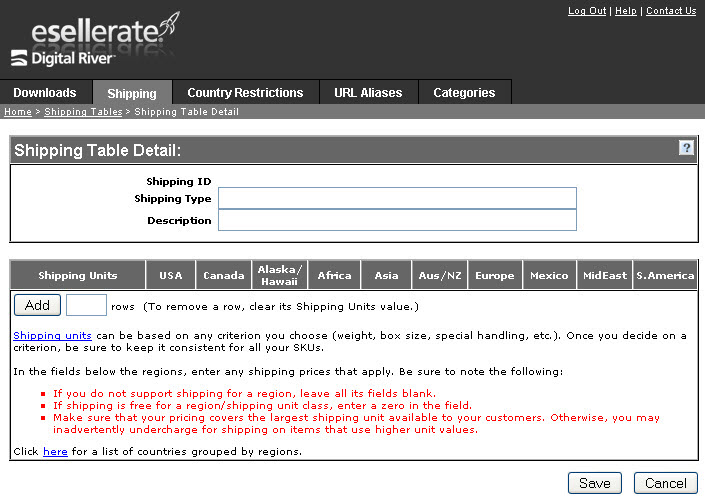 Log Out | Help | Contact Us
esellerate.
Digital River
Downloads Shipping Country Restrictions URL Aliases Categories
Home > Shipping Tables > Shipping Table Detail
Shipping Table Detail: ?
Shipping ID
Shipping Type
Description
Shipping Units USA Canada Alaska/ Hawaii Africa Asia Aus/NZ Europe Mexico MidEast S.America
Add rows (To remove a row, clear its Shipping Units value.)
Shipping units can be based on any criterion you choose (weight, box size, special handling, etc.). Once you decide on a
criterion, be sure to keep it consistent for all your SKUs.
In the fields below the regions, enter any shipping prices that apply. Be sure to note the following:
If you do not support shipping for a region, leave all its fields blank.
If shipping is free for a region/shipping unit class, enter a zero in the field.
Make sure that your pricing covers the largest shipping unit available to your customers. Otherwise, you may
inadvertently undercharge for shipping on items that use higher unit values.
Click here for a list of countries grouped by regions.
Save Cancel